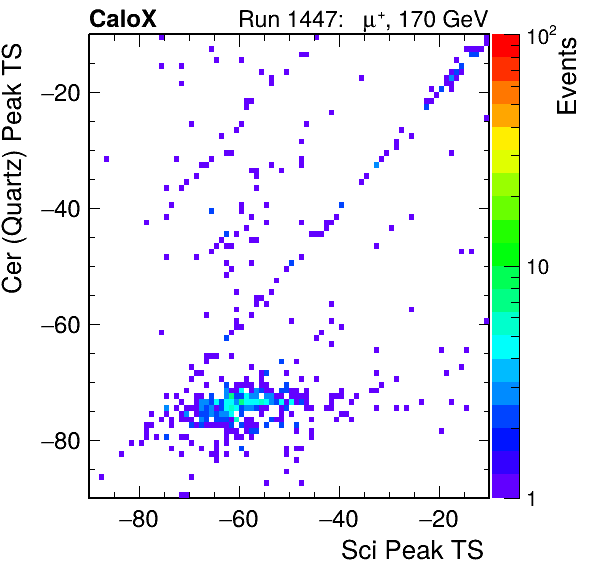 CaloX Run 1447: μ⁺, 170 GeV
Cer (Quartz) Peak TS
−20
−40
−60
−80
−80 −60 −40 −20
Sci Peak TS
10²
10
1
Events